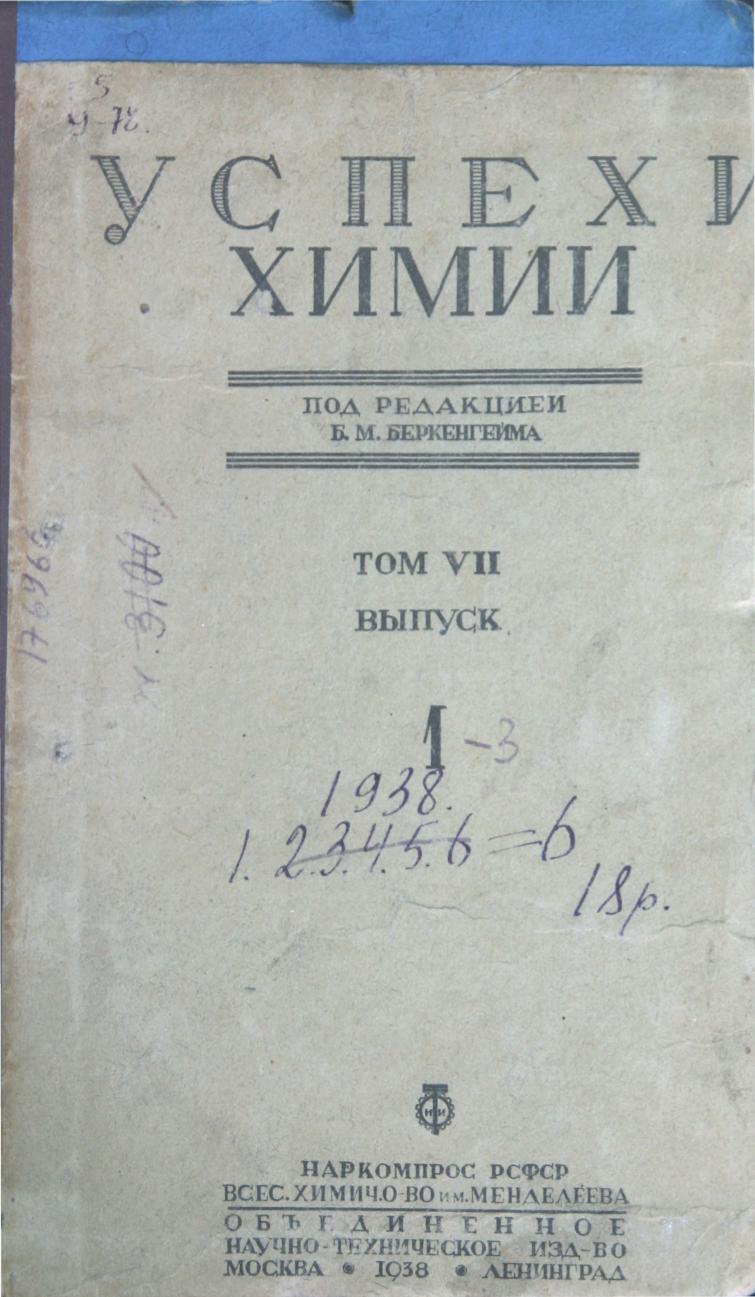 5
У-78.
УСПЕХИ
ХИМИИ
ПОД РЕДАКЦИЕЙ
Б. М. БЕРКЕНГЕЙМА
ТОМ VII
ВЫПУСК
1 -3
1938.
1. 2.3.4.5.6 = 6
18р.
НАРКОМПРОС РСФСР
ВСЕС. ХИМИЧ. О-ВО им. МЕНДЕЛЕЕВА
ОБЪЕДИНЕННОЕ
НАУЧНО-ТЕХНИЧЕСКОЕ ИЗД-ВО
МОСКВА • 1938 • ЛЕНИНГРАД